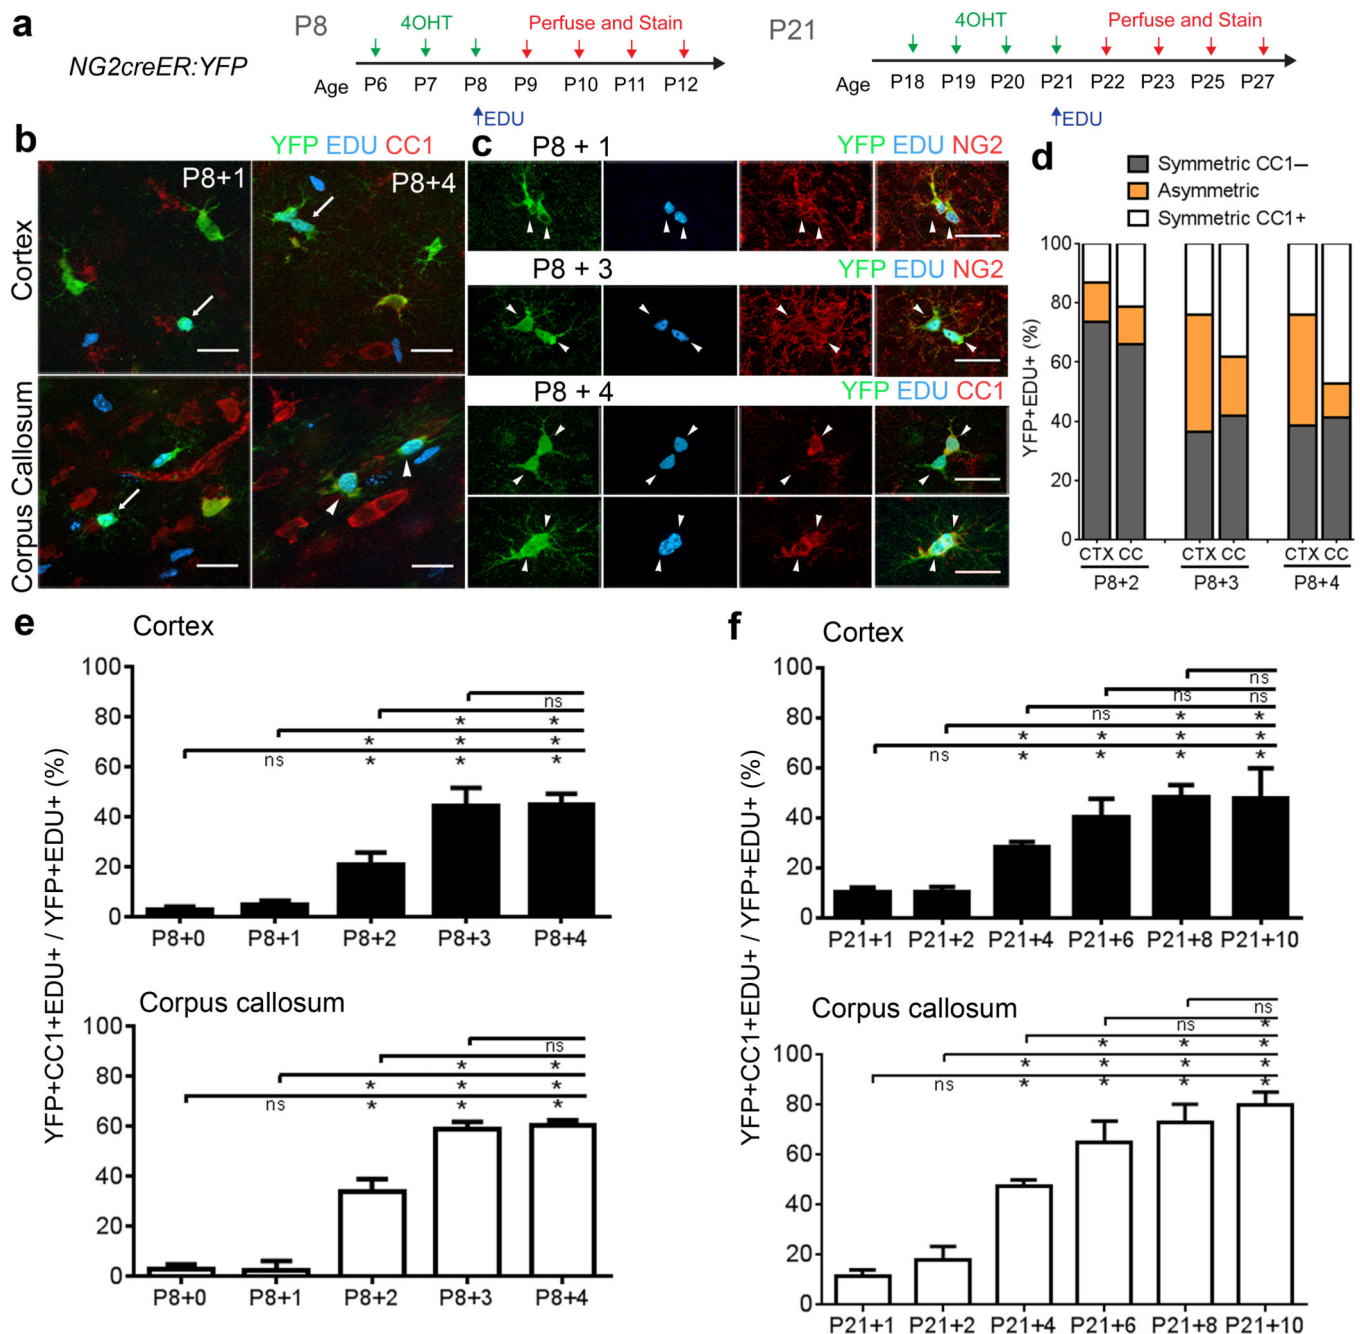 a
NG2creER:YFP
P8
4OHT
Perfuse and Stain
Age P6 P7 P8 P9 P10 P11 P12
EDU
P21
4OHT
Perfuse and Stain
Age P18 P19 P20 P21 P22 P23 P25 P27
EDU
b
YFP EDU CC1
P8+1
P8+4
Cortex
Corpus Callosum
c
P8 + 1
YFP EDU NG2
P8 + 3
YFP EDU NG2
P8 + 4
YFP EDU CC1
d
Symmetric CC1–
Asymmetric
Symmetric CC1+
YFP+EDU+ (%)
100
80
60
40
20
0
CTX CC CTX CC CTX CC
P8+2 P8+3 P8+4
e
Cortex
YFP+CC1+EDU+ / YFP+EDU+ (%)
100
80
60
40
20
0
ns
* *
* * *
ns * * *
P8+0 P8+1 P8+2 P8+3 P8+4
Corpus callosum
100
80
60
40
20
0
ns
* *
* * *
ns * * *
P8+0 P8+1 P8+2 P8+3 P8+4
f
Cortex
YFP+CC1+EDU+ / YFP+EDU+ (%)
100
80
60
40
20
0
ns
ns ns
ns * *
* * * *
ns * * * *
P21+1 P21+2 P21+4 P21+6 P21+8 P21+10
Corpus callosum
100
80
60
40
20
0
ns
ns *
* * *
* * * *
ns * * * *
P21+1 P21+2 P21+4 P21+6 P21+8 P21+10